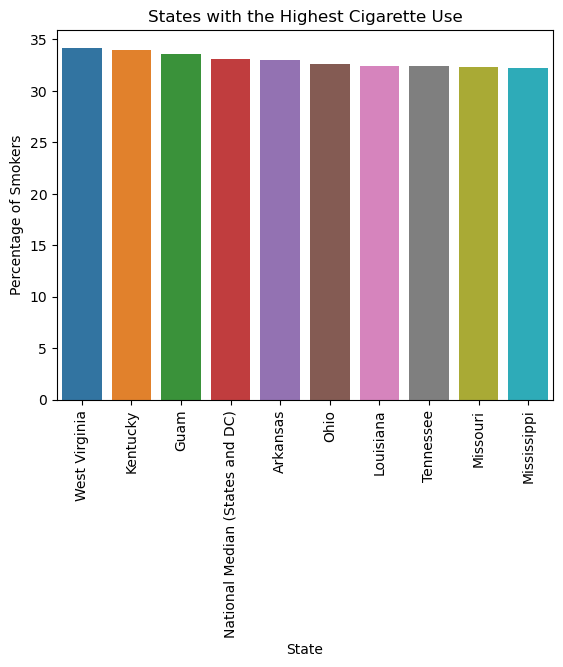 States with the Highest Cigarette Use
35
30
25
20
15
10
5
0
Percentage of Smokers
West Virginia
Kentucky
Guam
National Median (States and DC)
Arkansas
Ohio
Louisiana
Tennessee
Missouri
Mississippi
State